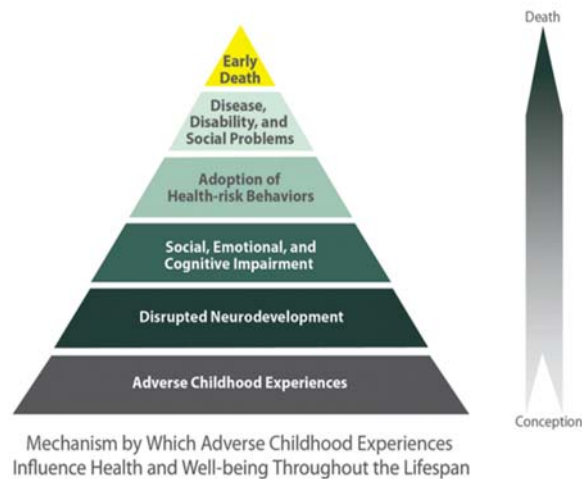 Death
Early
Death
Disease,
Disability, and
Social Problems
Adoption of
Health-risk Behaviors
Social, Emotional, and
Cognitive Impairment
Disrupted Neurodevelopment
Adverse Childhood Experiences
Conception
Mechanism by Which Adverse Childhood Experiences
Influence Health and Well-being Throughout the Lifespan